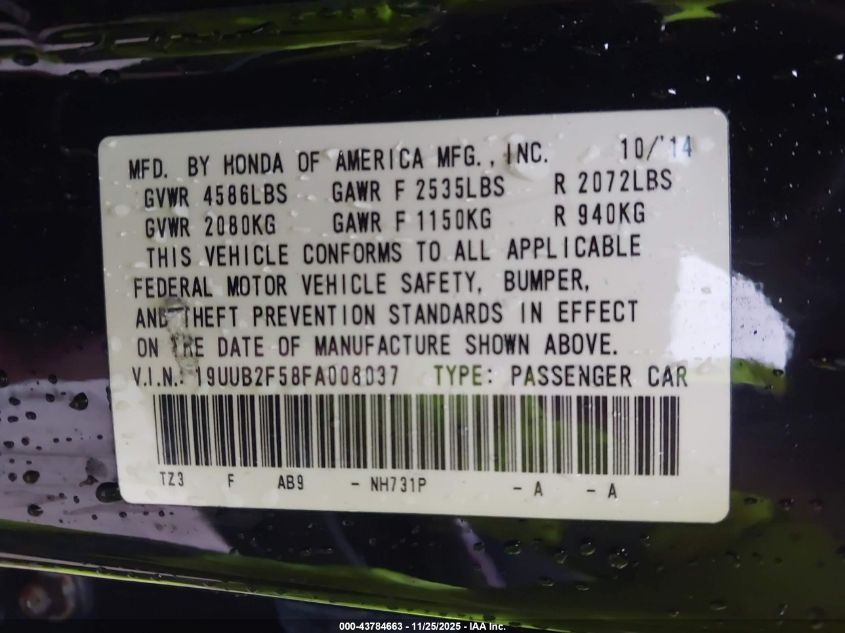 MFD. BY HONDA OF AMERICA MFG., INC. 10/'14
GVWR 4586LBS GAWR F 2535LBS R 2072LBS
GVWR 2080KG GAWR F 1150KG R 940KG
THIS VEHICLE CONFORMS TO ALL APPLICABLE
FEDERAL MOTOR VEHICLE SAFETY, BUMPER,
AND THEFT PREVENTION STANDARDS IN EFFECT
ON THE DATE OF MANUFACTURE SHOWN ABOVE.
V.I.N.: 19UUB2F58FA008037 TYPE: PASSENGER CAR
TZ3 F AB9 - NH731P - A - A
000-43784663 - 11/25/2025 - IAA Inc.